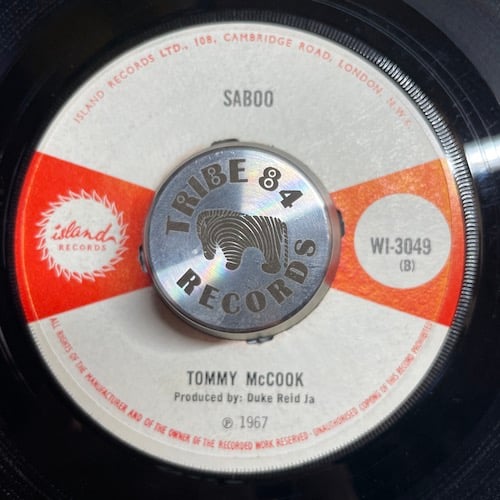 ISLAND RECORDS LTD., 108, CAMBRIDGE ROAD, LONDON, N.W.6
SABOO
TRIBE 84
RECORDS
island
RECORDS
WI-3049
(B)
TOMMY McCOOK
Produced by: Duke Reid Ja
℗ 1967
ALL RIGHTS OF THE MANUFACTURER AND OF THE OWNER OF THE RECORDED WORK RESERVED-UNAUTHORISED COPYING OF THIS RECORD PROHIBITED